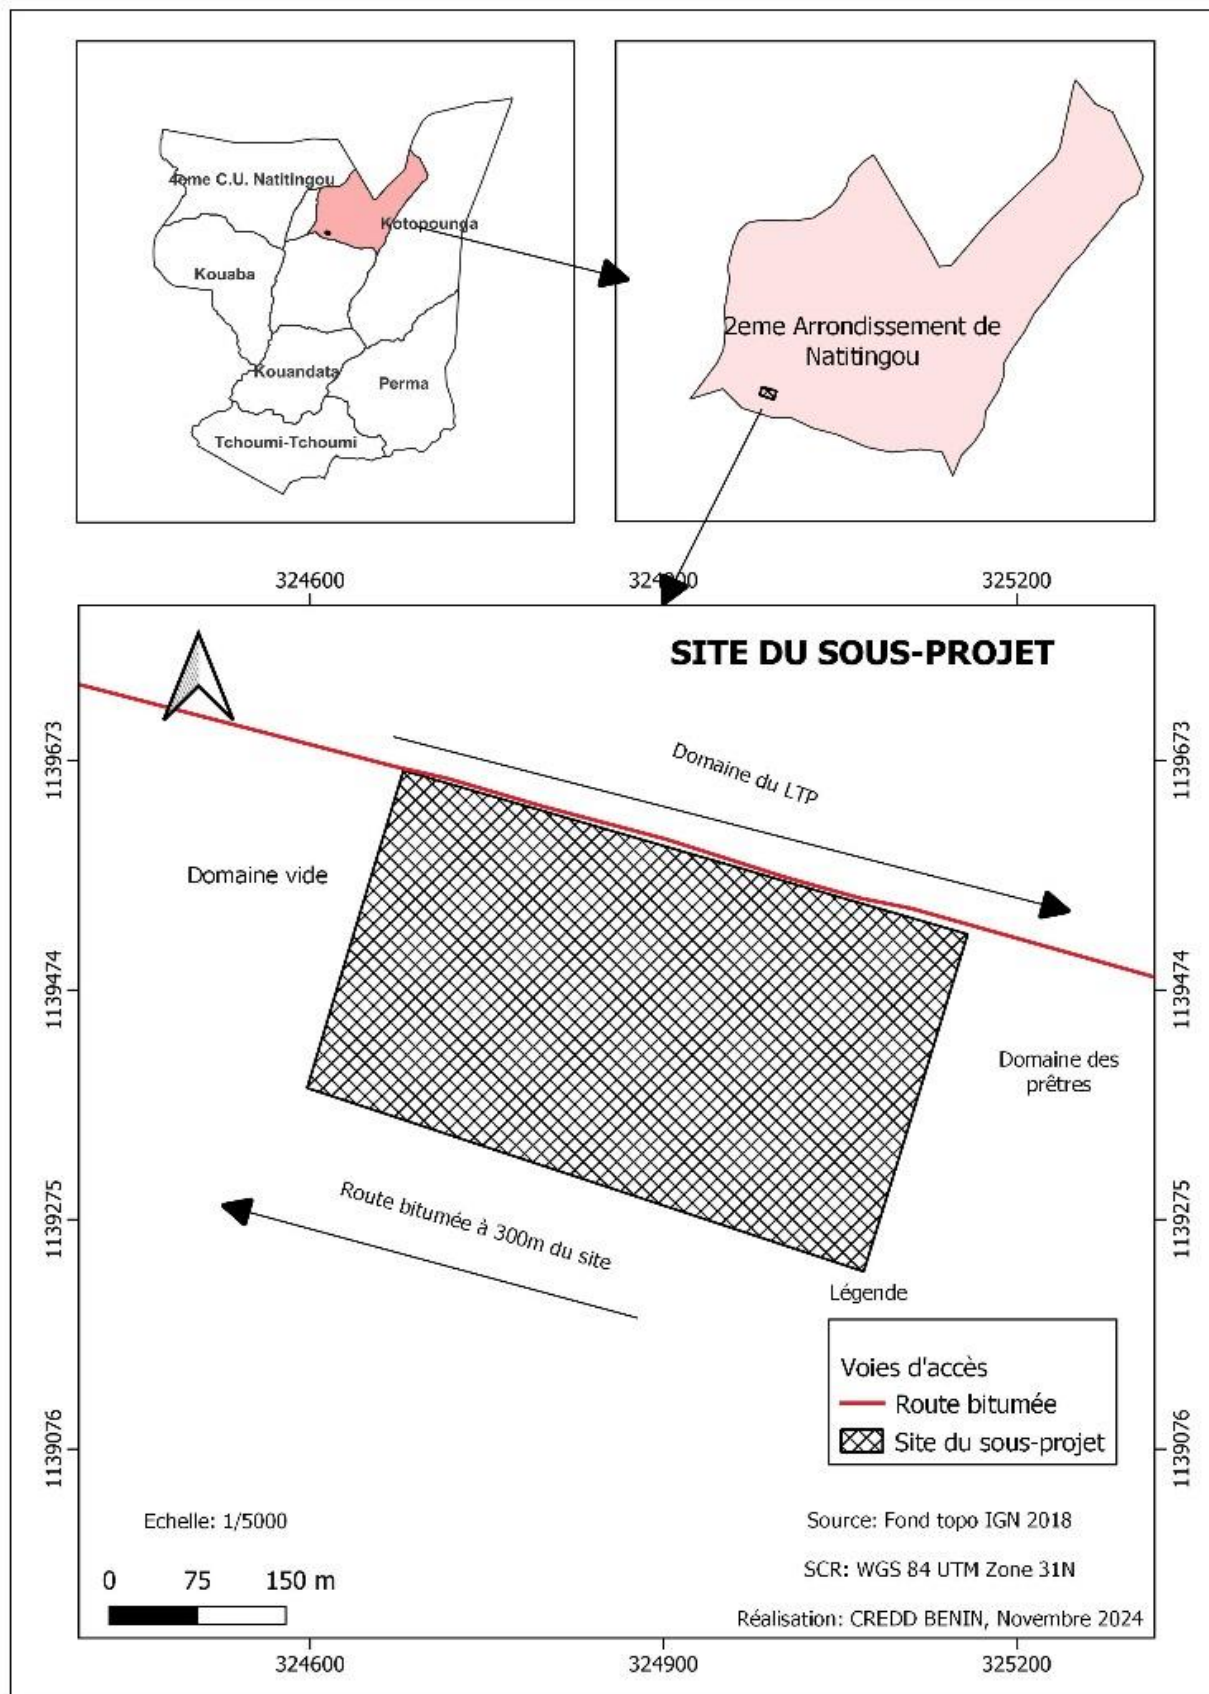 4eme C.U. Natitingou
Kotopounga
Kouaba
Kouandata
Perma
Tchoumi-Tchoumi
2eme Arrondissement de
Natitingou
324600
324900
325200
SITE DU SOUS-PROJET
1139673
1139673
Domaine du LTP
Domaine vide
1139474
1139474
Domaine des
prêtres
1139275
1139275
Route bitumée à 300m du site
Légende
Voies d'accès
Route bitumée
Site du sous-projet
1139076
1139076
Echelle: 1/5000
Source: Fond topo IGN 2018
SCR: WGS 84 UTM Zone 31N
0 75 150 m
Réalisation: CREDD BENIN, Novembre 2024
324600
324900
325200